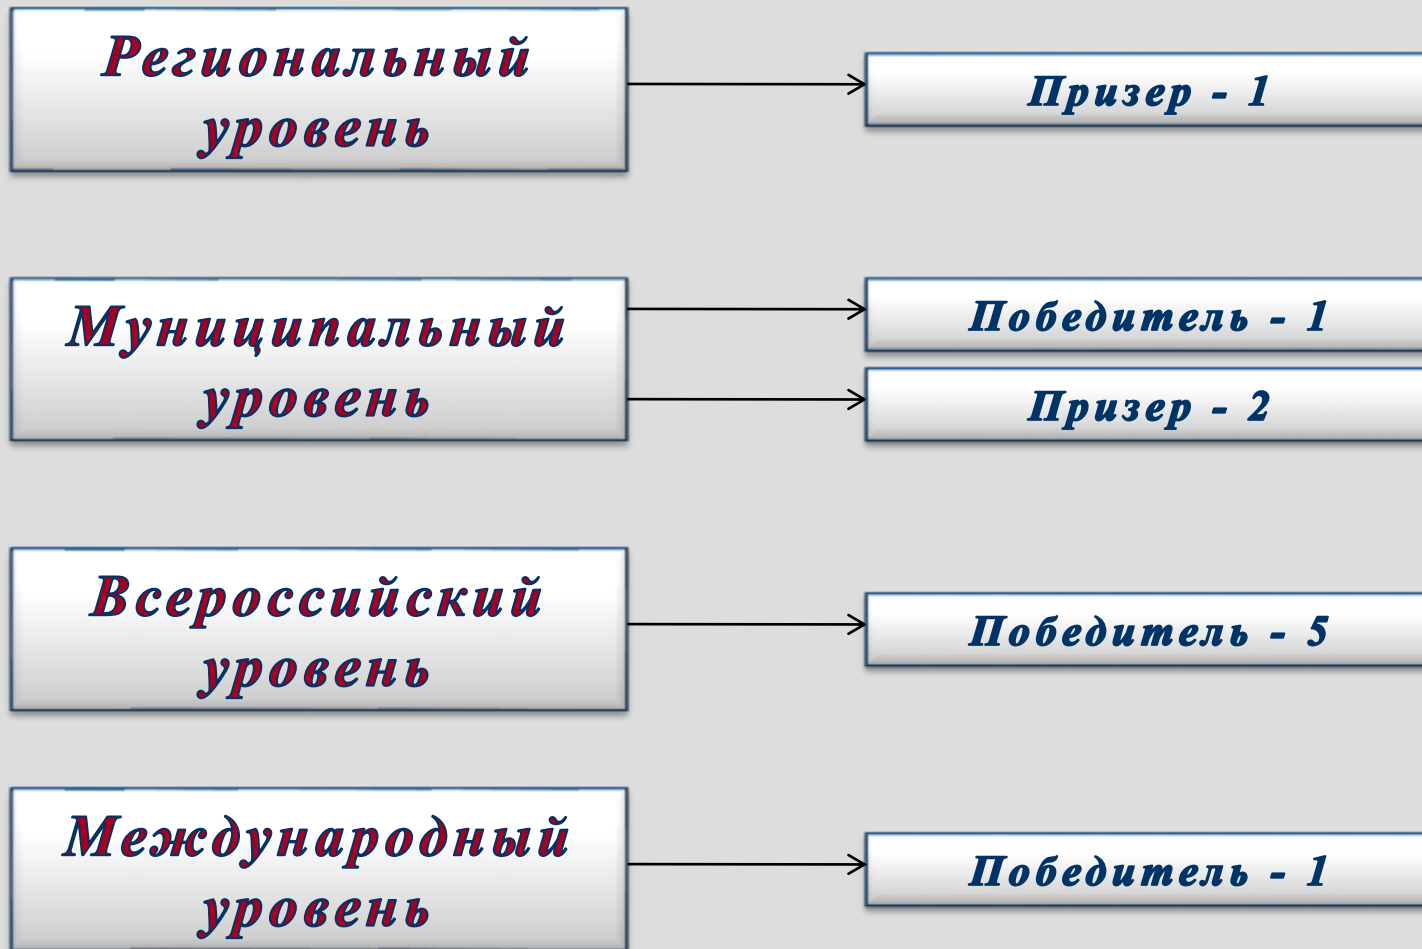 Региональный
уровень
Призер - 1
Муниципальный
уровень
Победитель - 1
Призер - 2
Всероссийский
уровень
Победитель - 5
Международный
уровень
Победитель - 1